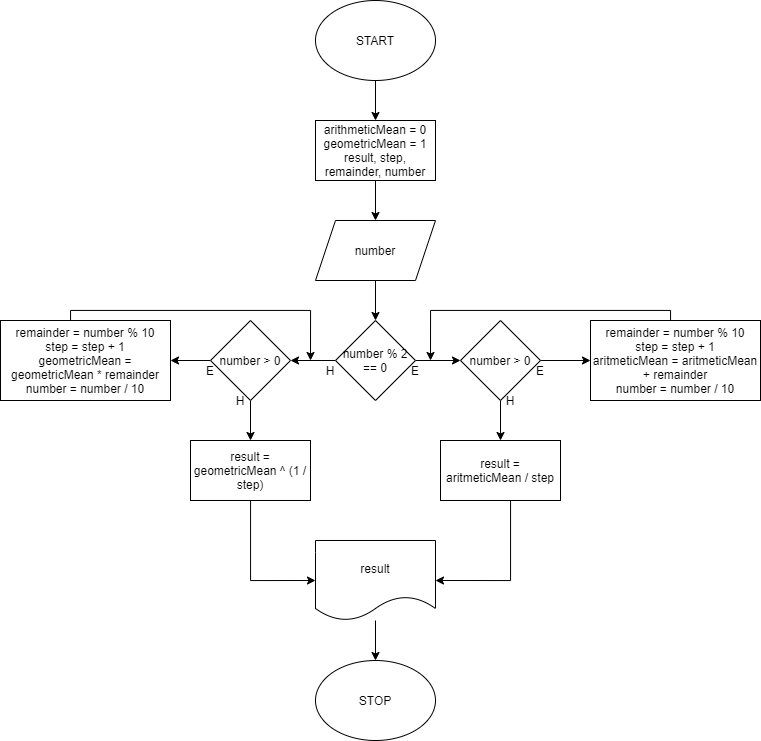 START
arithmeticMean = 0
geometricMean = 1
result, step,
remainder, number
number
remainder = number % 10
step = step + 1
geometricMean =
geometricMean * remainder
number = number / 10
E
number > 0
H
H
number % 2
== 0
E
number > 0
E
H
remainder = number % 10
step = step + 1
aritmeticMean = aritmeticMean
+ remainder
number = number / 10
result =
geometricMean ^ (1 /
step)
result =
aritmeticMean / step
result
STOP